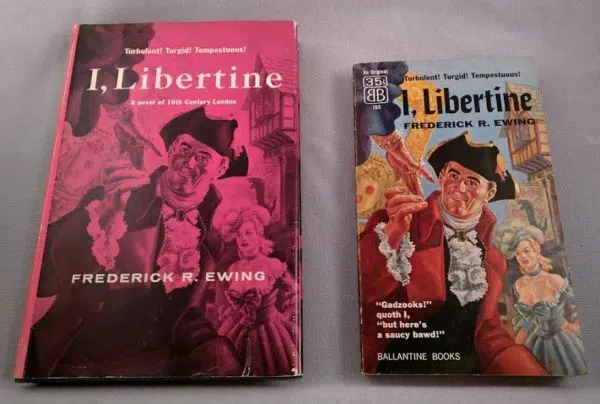 Turbulent! Turgid! Tempestuous!
I, Libertine
A novel of 18th Century London
FREDERICK R. EWING
An Original
35¢
BB
165
Turbulent! Turgid! Tempestuous!
I, Libertine
FREDERICK R. EWING
"Gadzooks!"
quoth I,
"but here's
a saucy bawd!"
BALLANTINE BOOKS